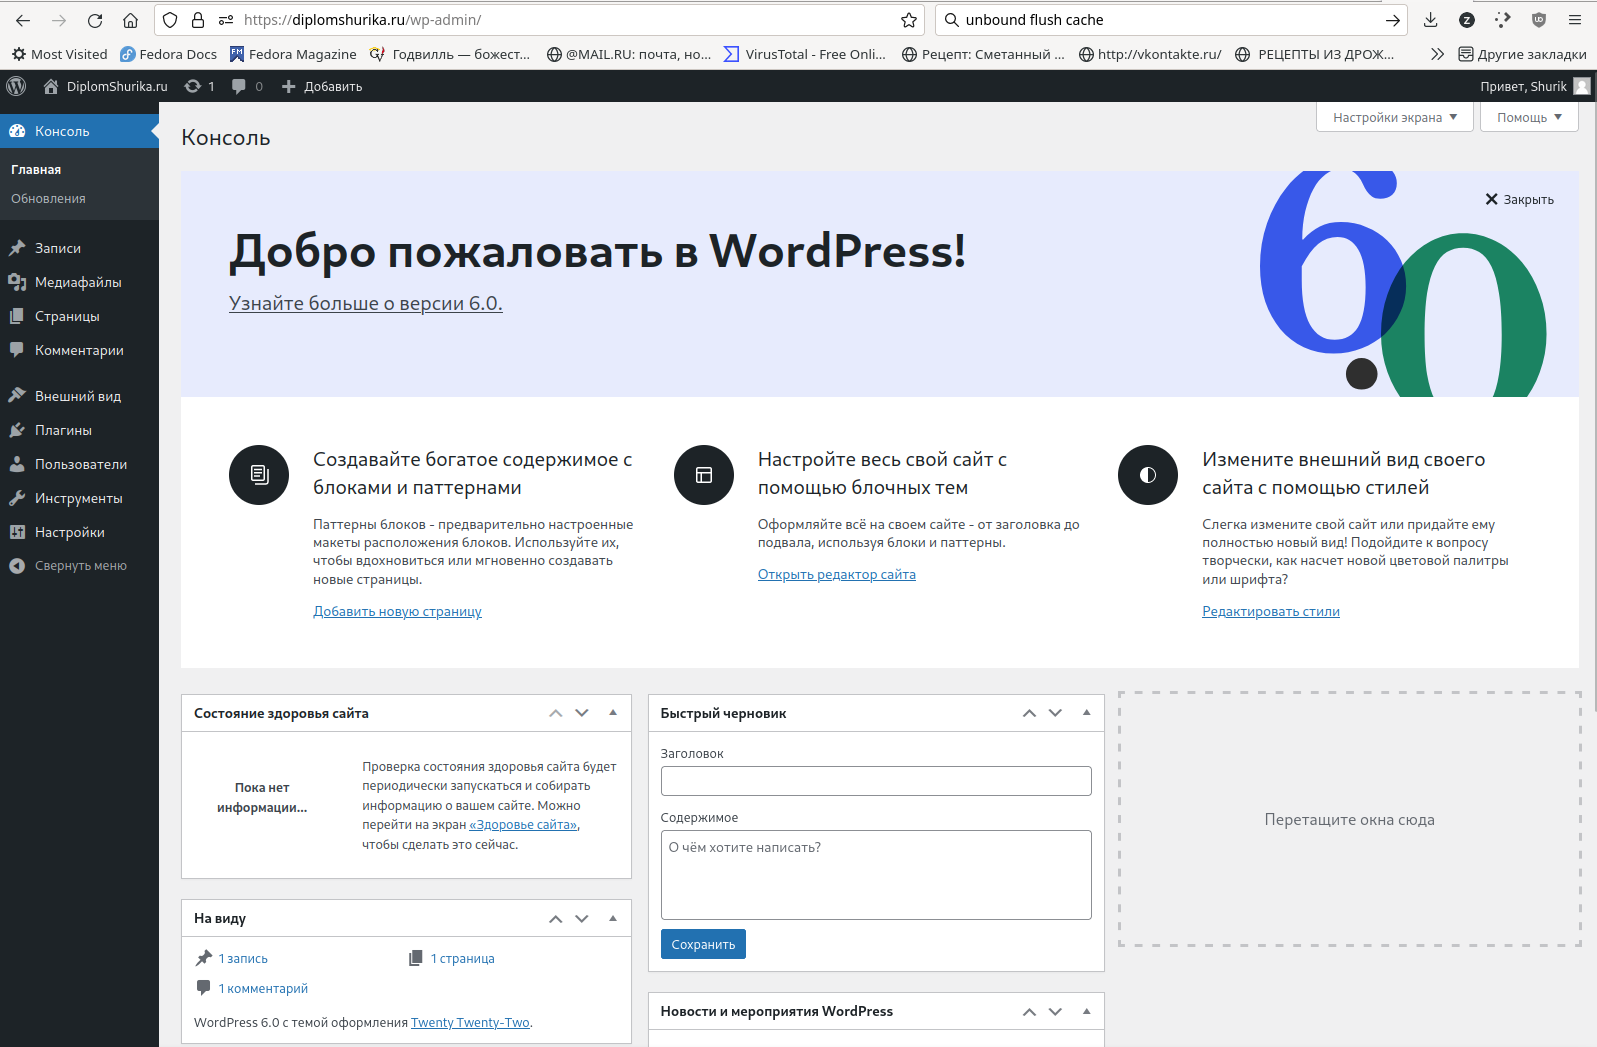 https://diplomshurika.ru/wp-admin/
unbound flush cache
Z
Most Visited
Fedora Docs
Fedora Magazine
Годвилль — божест...
@MAIL.RU: почта, но...
VirusTotal - Free Onli...
Рецепт: Сметанный ...
http://vkontakte.ru/
РЕЦЕПТЫ ИЗ ДРОЖ...
Другие закладки
DiplomShurika.ru
1
0
Добавить
Привет, Shurik
Консоль
Главная
Обновления
Записи
Медиафайлы
Страницы
Комментарии
Внешний вид
Плагины
Пользователи
Инструменты
Настройки
Свернуть меню
Консоль
Настройки экрана
Помощь
Закрыть
Добро пожаловать в WordPress!
Узнайте больше о версии 6.0.
6.0
Создавайте богатое содержимое с
блоками и паттернами
Паттерны блоков - предварительно настроенные
макеты расположения блоков. Используйте их,
чтобы вдохновиться или мгновенно создавать
новые страницы.
Добавить новую страницу
Настройте весь свой сайт с
помощью блочных тем
Оформляйте всё на своем сайте - от заголовка до
подвала, используя блоки и паттерны.
Открыть редактор сайта
Измените внешний вид своего
сайта с помощью стилей
Слегка измените свой сайт или придайте ему
полностью новый вид! Подойдите к вопросу
творчески, как насчет новой цветовой палитры
или шрифта?
Редактировать стили
Состояние здоровья сайта
Пока нет
информации...
Проверка состояния здоровья сайта будет
периодически запускаться и собирать
информацию о вашем сайте. Можно
перейти на экран «Здоровье сайта»,
чтобы сделать это сейчас.
На виду
1 запись
1 страница
1 комментарий
WordPress 6.0 с темой оформления Twenty Twenty-Two.
Быстрый черновик
Заголовок
Содержимое
О чём хотите написать?
Сохранить
Новости и мероприятия WordPress
Перетащите окна сюда